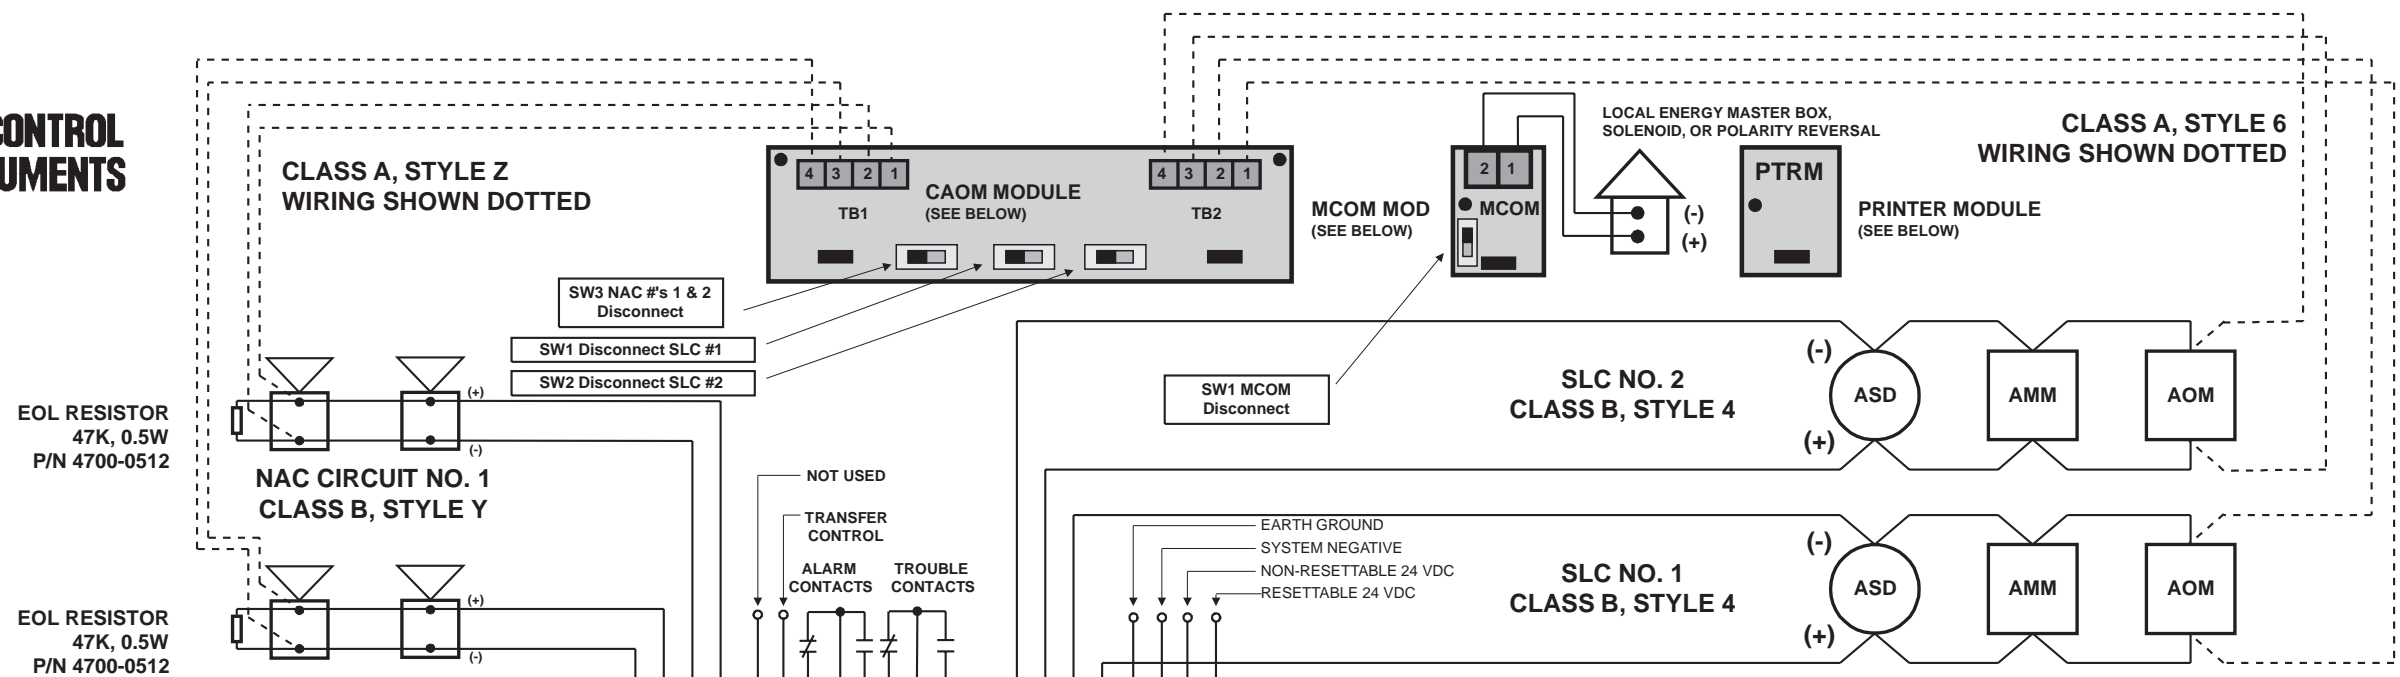 CONTROL
UMENTS
CLASS A, STYLE Z
WIRING SHOWN DOTTED
4 3 2 1
TB1
CAOM MODULE
(SEE BELOW)
4 3 2 1
TB2
MCOM MOD
(SEE BELOW)
2 1
MCOM
LOCAL ENERGY MASTER BOX,
SOLENOID, OR POLARITY REVERSAL
(-)
(+)
PTRM
PRINTER MODULE
(SEE BELOW)
CLASS A, STYLE 6
WIRING SHOWN DOTTED
SW3 NAC #'s 1 & 2
Disconnect
SW1 Disconnect SLC #1
SW2 Disconnect SLC #2
SW1 MCOM
Disconnect
EOL RESISTOR
47K, 0.5W
P/N 4700-0512
(+)
(-)
NAC CIRCUIT NO. 1
CLASS B, STYLE Y
SLC NO. 2
CLASS B, STYLE 4
(-)
(+)
ASD
AMM
AOM
NOT USED
TRANSFER
CONTROL
ALARM
CONTACTS
TROUBLE
CONTACTS
EARTH GROUND
SYSTEM NEGATIVE
NON-RESETTABLE 24 VDC
RESETTABLE 24 VDC
SLC NO. 1
CLASS B, STYLE 4
(-)
(+)
ASD
AMM
AOM
EOL RESISTOR
47K, 0.5W
P/N 4700-0512
(+)
(-)